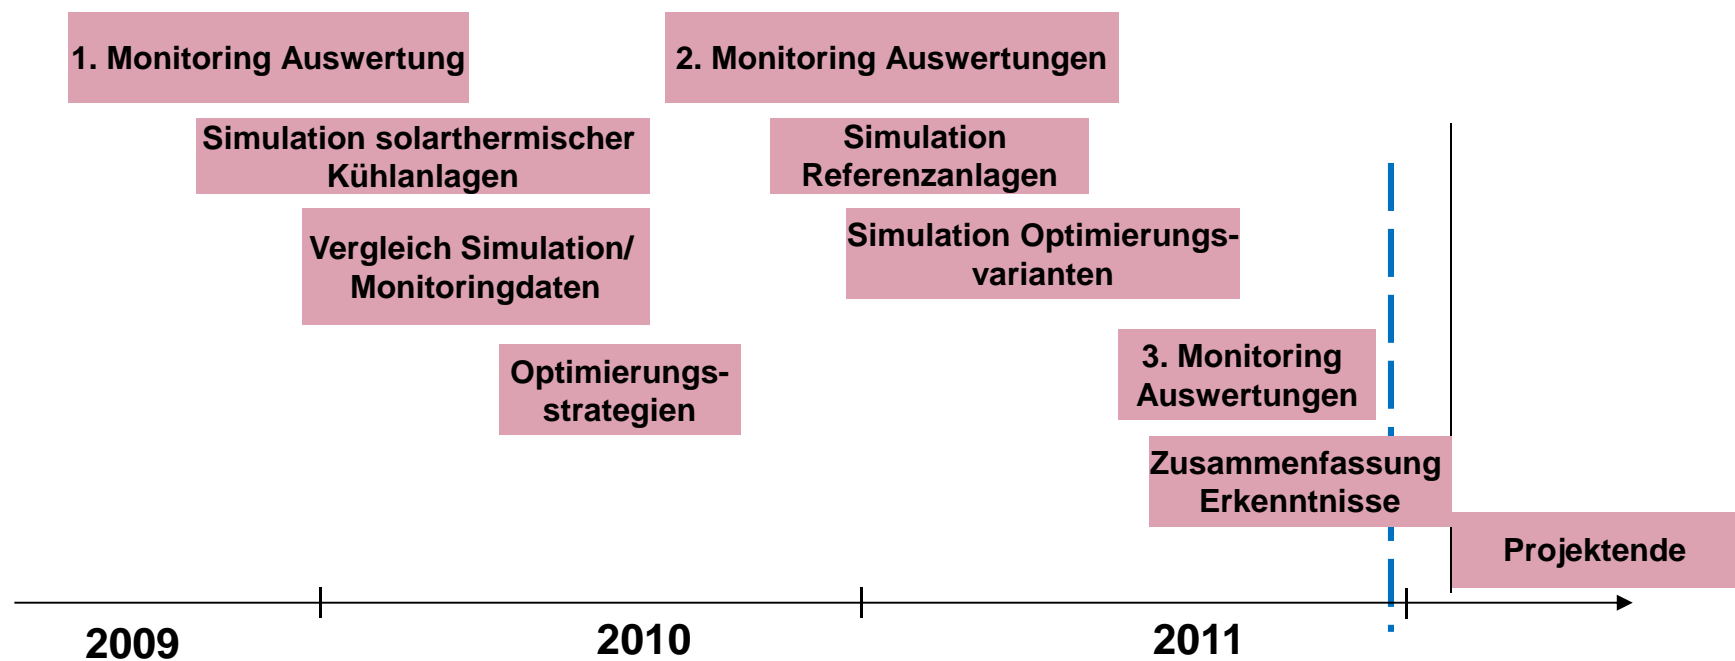 1. Monitoring Auswertung
2. Monitoring Auswertungen
Simulation solarthermischer
Kühlanlagen
Simulation
Referenzanlagen
Vergleich Simulation/
Monitoringdaten
Simulation Optimierungs-
varianten
Optimierungs-
strategien
3. Monitoring
Auswertungen
Zusammenfassung
Erkenntnisse
Projektende
2009
2010
2011